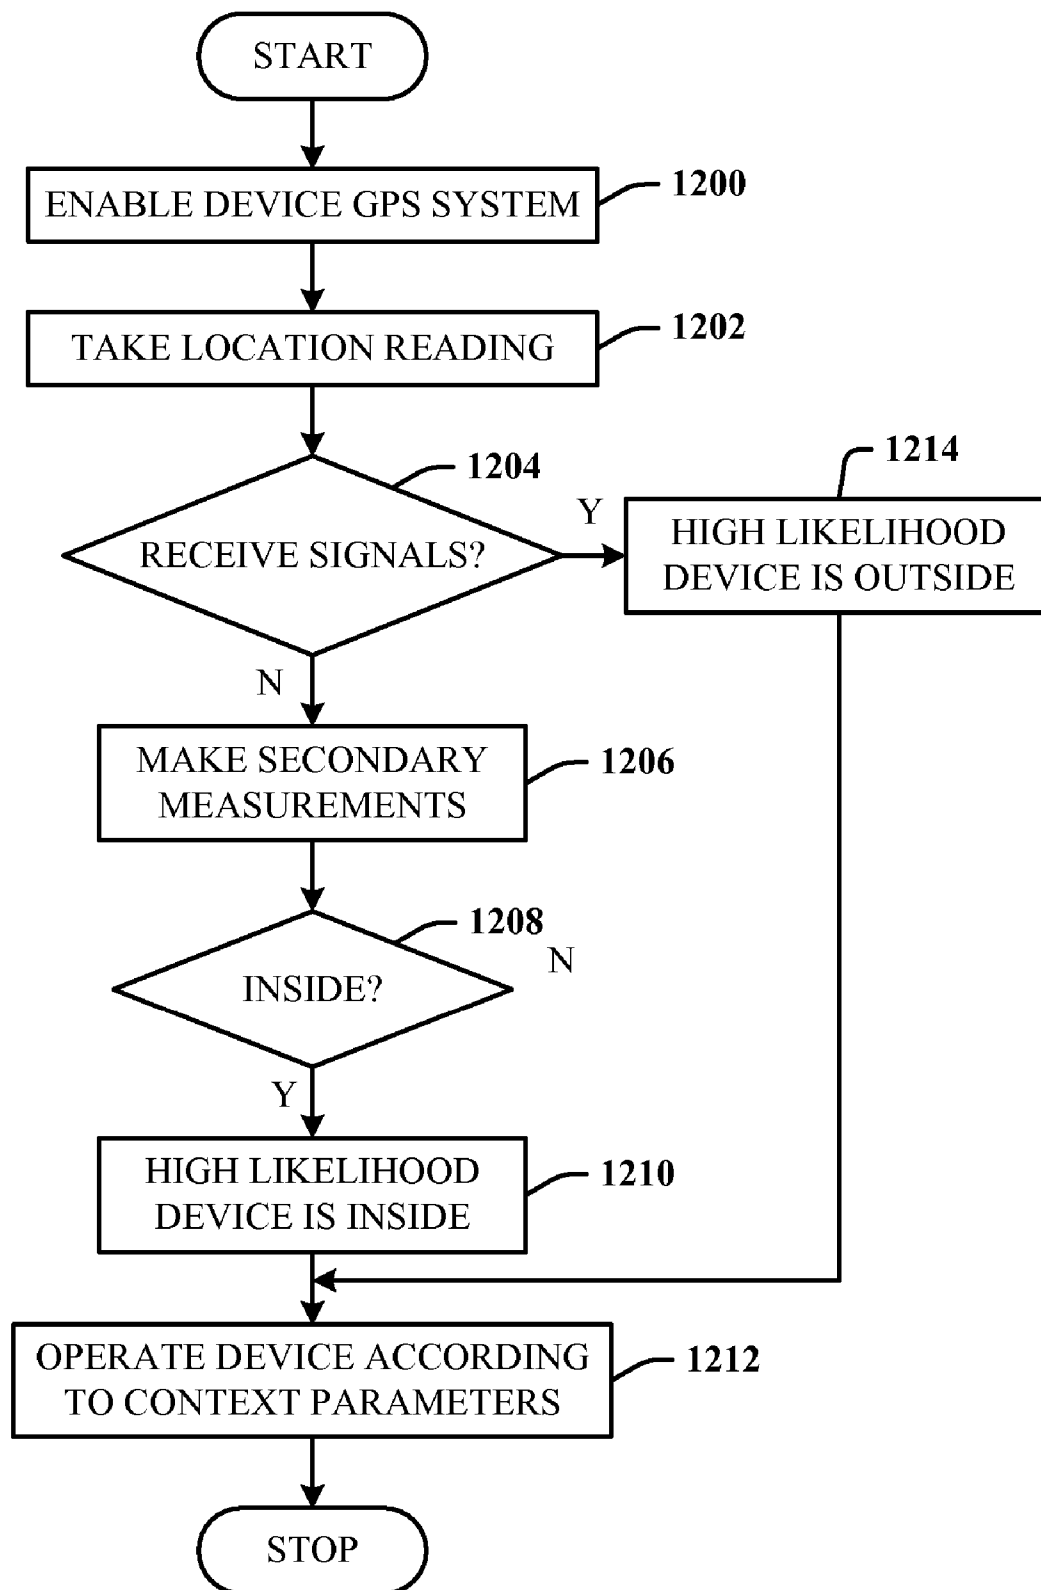 START
ENABLE DEVICE GPS SYSTEM
1200
TAKE LOCATION READING
1202
1204
RECEIVE SIGNALS?
Y
1214
HIGH LIKELIHOOD
DEVICE IS OUTSIDE
N
MAKE SECONDARY
MEASUREMENTS
1206
1208
INSIDE?
N
Y
HIGH LIKELIHOOD
DEVICE IS INSIDE
1210
OPERATE DEVICE ACCORDING
TO CONTEXT PARAMETERS
1212
STOP